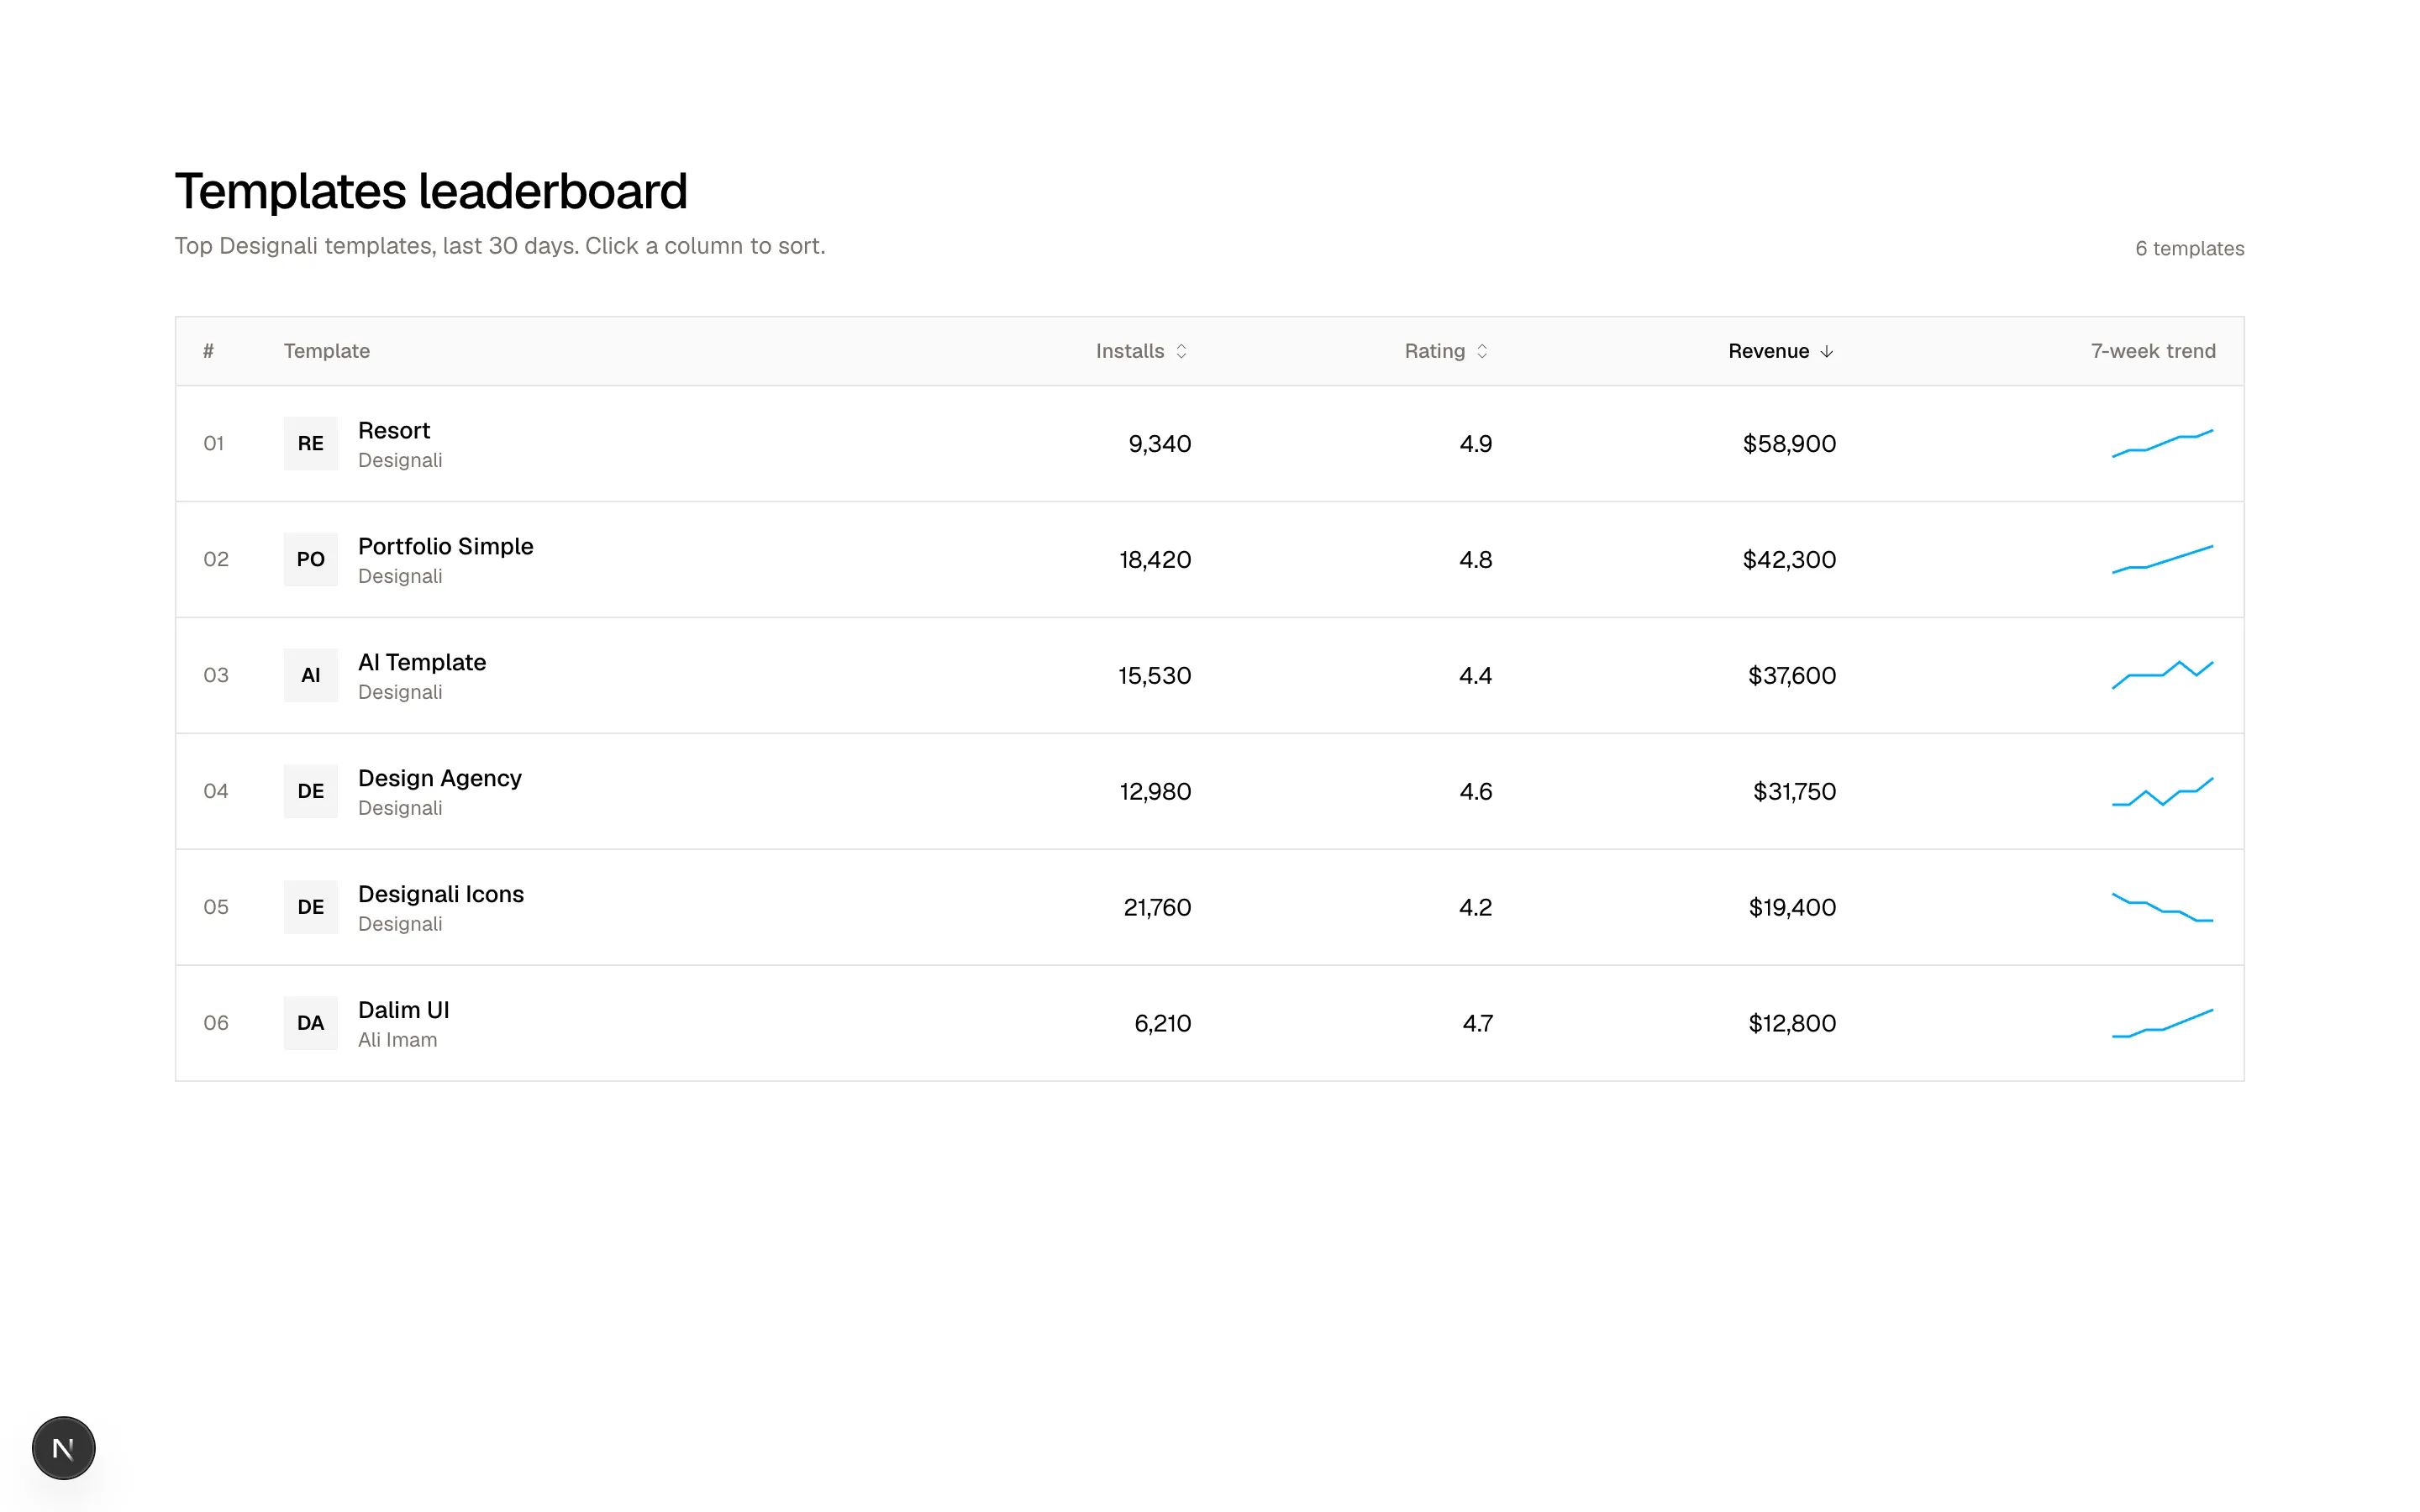 Templates leaderboard
Top Designali templates, last 30 days. Click a column to sort.
6 templates
# Template Installs Rating Revenue 7-week trend
01 RE Resort 9,340 4.9 $58,900
Designali
02 PO Portfolio Simple 18,420 4.8 $42,300
Designali
03 AI AI Template 15,530 4.4 $37,600
Designali
04 DE Design Agency 12,980 4.6 $31,750
Designali
05 DE Designali Icons 21,760 4.2 $19,400
Designali
06 DA Dalim UI 6,210 4.7 $12,800
Ali Imam
N